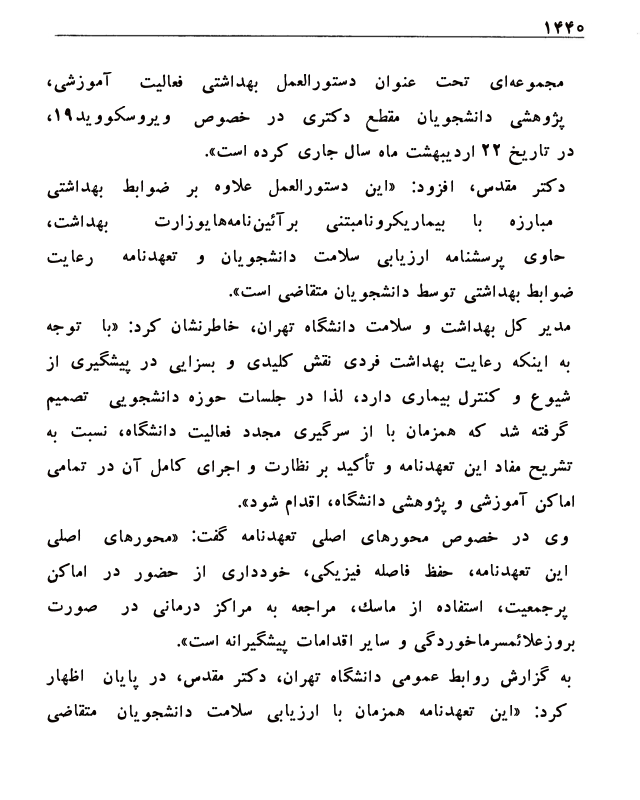 ۱۴۴۰
مجموعه‌ای تحت عنوان دستورالعمل بهداشتی فعالیت آموزشی،
پژوهشی دانشجویان مقطع دکتری در خصوص ویروسکووید۱۹،
در تاریخ ۲۲ اردیبهشت ماه سال جاری کرده است».
دکتر مقدس، افزود: «این دستورالعمل علاوه بر ضوابط بهداشتی
مبارزه با بیماریکرونامبتنی برآئین‌نامه‌هایوزارت بهداشت،
حاوی پرسشنامه ارزیابی سلامت دانشجویان و تعهدنامه رعایت
ضوابط بهداشتی توسط دانشجویان متقاضی است».
مدیر کل بهداشت و سلامت دانشگاه تهران، خاطرنشان کرد: «با توجه
به اینکه رعایت بهداشت فردی نقش کلیدی و بسزایی در پیشگیری از
شیوع و کنترل بیماری دارد، لذا در جلسات حوزه دانشجویی تصمیم
گرفته شد که همزمان با از سرگیری مجدد فعالیت دانشگاه، نسبت به
تشریح مفاد این تعهدنامه و تأکید بر نظارت و اجرای کامل آن در تمامی
اماکن آموزشی و پژوهشی دانشگاه، اقدام شود».
وی در خصوص محورهای اصلی تعهدنامه گفت: «محورهای اصلی
این تعهدنامه، حفظ فاصله فیزیکی، خودداری از حضور در اماکن
پرجمعیت، استفاده از ماسك، مراجعه به مراکز درمانی در صورت
بروزعلائمسرماخوردگی و سایر اقدامات پیشگیرانه است».
به گزارش روابط عمومی دانشگاه تهران، دکتر مقدس، در پایان اظهار
کرد: «این تعهدنامه همزمان با ارزیابی سلامت دانشجویان متقاضی